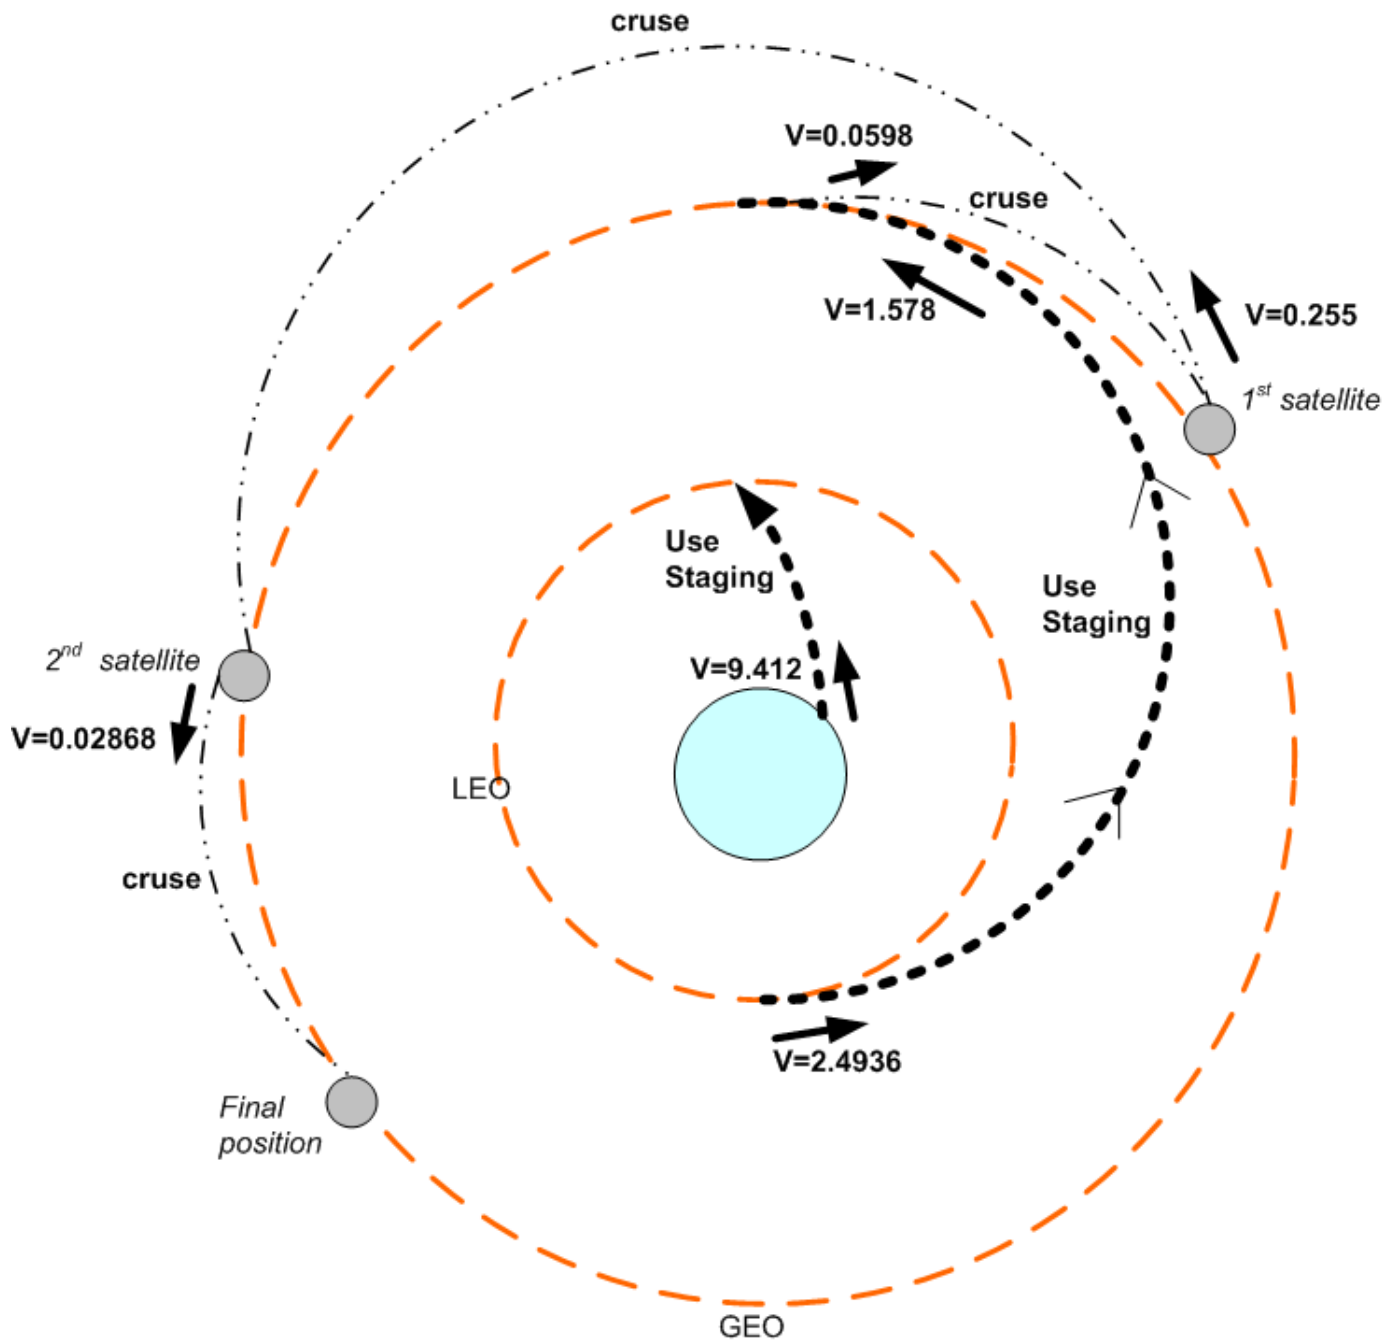 cruse
V=0.0598
cruse
V=1.578
V=0.255
1st satellite
Use
Staging
Use
Staging
2nd satellite
V=9.412
V=0.02868
LEO
cruse
V=2.4936
Final
position
GEO